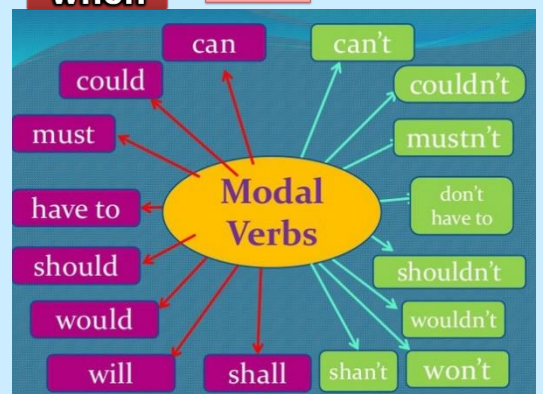 when
can
can't
could
couldn't
must
mustn't
Modal
Verbs
have to
don't
have to
should
shouldn't
would
wouldn't
will
shall
shan't
won't